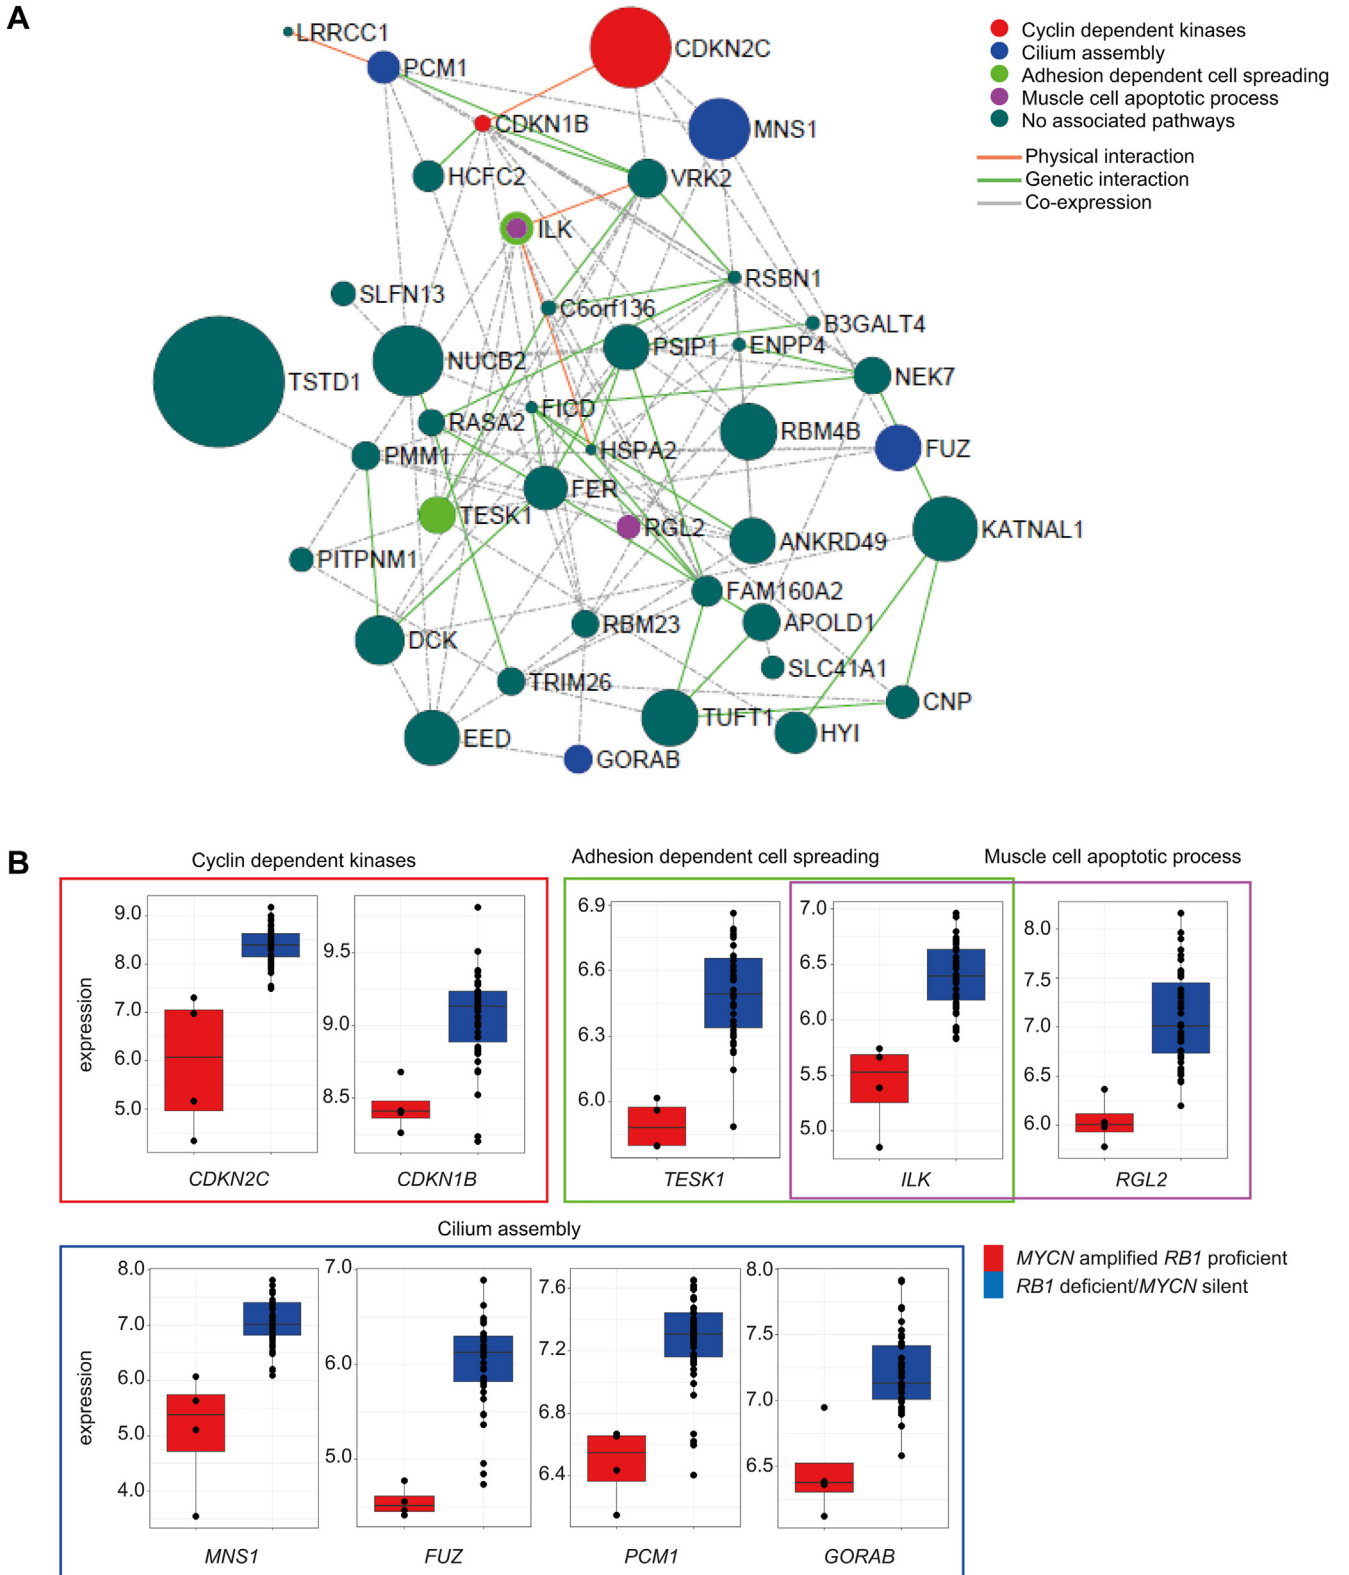 A
LRRCC1
CDKN2C
PCM1
CDKN1B
MNS1
HCFC2
VRK2
ILK
RSBN1
SLFN13
C6orf136
B3GALT4
PSIP1
ENPP4
NUCB2
TSTD1
NEK7
FICD
RASA2
RBM4B
HSPA2
FUZ
PMM1
FER
TESK1
RGL2
KATNAL1
ANKRD49
PITPNM1
FAM160A2
RBM23
APOLD1
DCK
SLC41A1
TRIM26
CNP
TUFT1
HYI
EED
GORAB
Cyclin dependent kinases
Cilium assembly
Adhesion dependent cell spreading
Muscle cell apoptotic process
No associated pathways
Physical interaction
Genetic interaction
Co-expression
B
Cyclin dependent kinases
Adhesion dependent cell spreading
Muscle cell apoptotic process
expression
9.0
8.0
7.0
6.0
5.0
CDKN2C
9.5
9.0
8.5
CDKN1B
6.9
6.6
6.3
6.0
TESK1
7.0
6.5
6.0
5.5
5.0
ILK
8.0
7.5
7.0
6.5
6.0
RGL2
Cilium assembly
expression
8.0
7.0
6.0
5.0
4.0
MNS1
7.0
6.0
5.0
FUZ
7.6
7.2
6.8
6.4
PCM1
8.0
7.5
7.0
6.5
GORAB
MYCN amplified RB1 proficient
RB1 deficient/MYCN silent